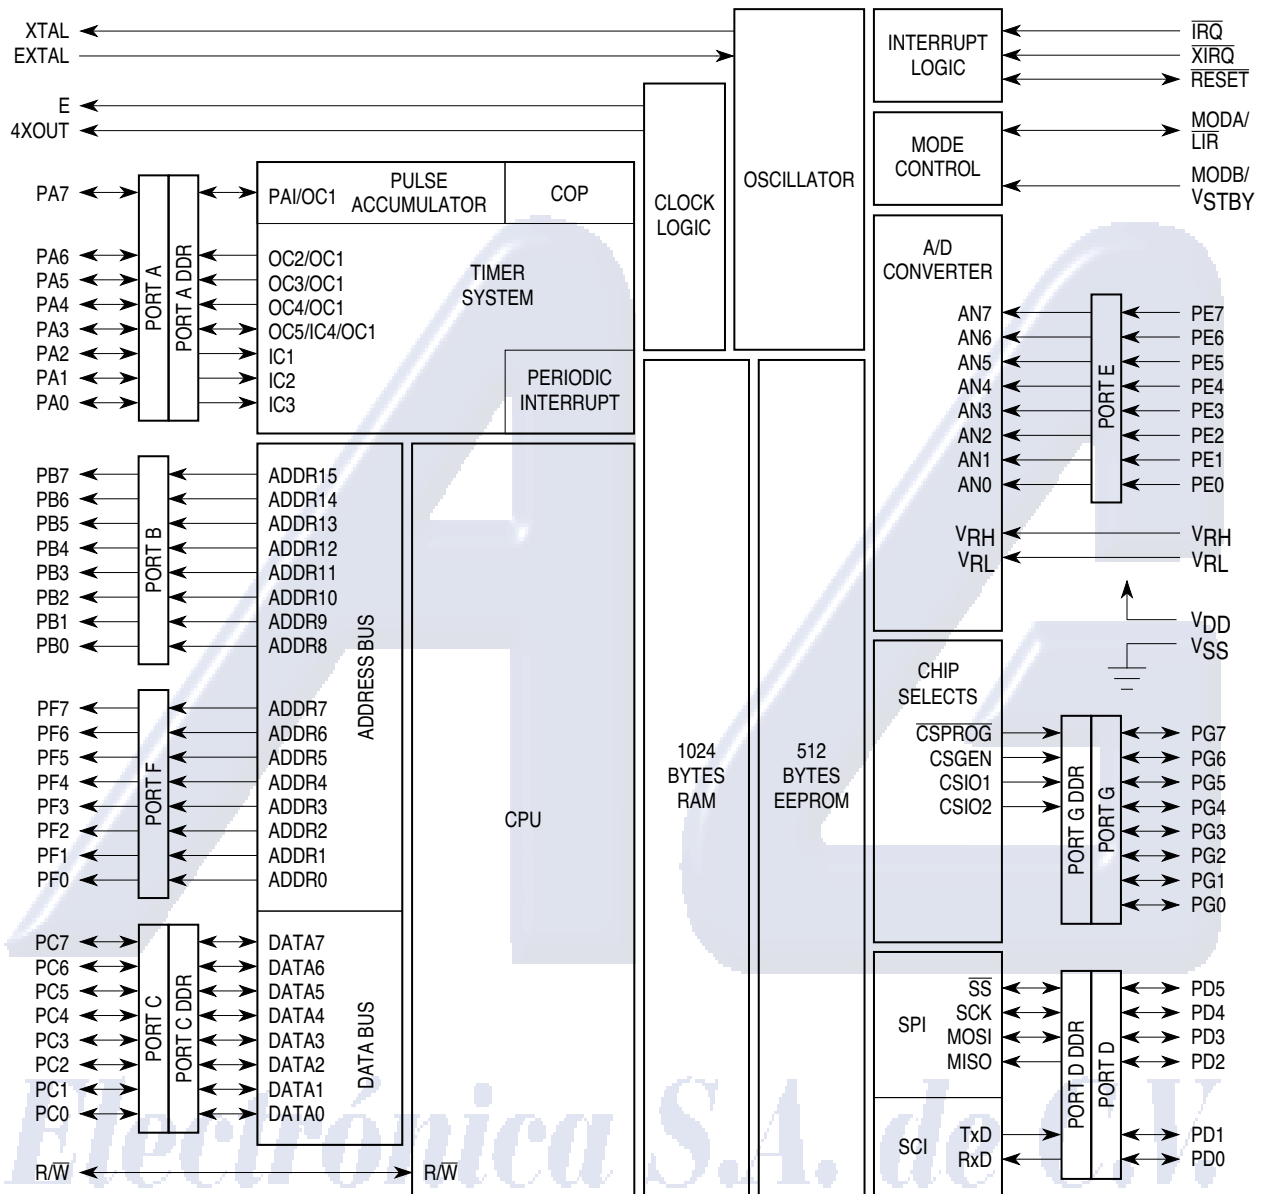 XTAL
EXTAL
E
4XOUT
PA7
PA6
PA5
PA4
PA3
PA2
PA1
PA0
PORT A
PORT A DDR
PAI/OC1
PULSE
ACCUMULATOR
COP
OC2/OC1
OC3/OC1
OC4/OC1
OC5/IC4/OC1
IC1
IC2
IC3
TIMER
SYSTEM
PERIODIC
INTERRUPT
CLOCK
LOGIC
OSCILLATOR
INTERRUPT
LOGIC
IRQ
XIRQ
RESET
MODE
CONTROL
MODA/
LIR
MODB/
VSTBY
A/D
CONVERTER
AN7
AN6
AN5
AN4
AN3
AN2
AN1
AN0
VRH
VRL
PORT E
PE7
PE6
PE5
PE4
PE3
PE2
PE1
PE0
VRH
VRL
VDD
VSS
PB7
PB6
PB5
PB4
PB3
PB2
PB1
PB0
PORT B
ADDR15
ADDR14
ADDR13
ADDR12
ADDR11
ADDR10
ADDR9
ADDR8
ADDRESS BUS
PF7
PF6
PF5
PF4
PF3
PF2
PF1
PF0
PORT F
ADDR7
ADDR6
ADDR5
ADDR4
ADDR3
ADDR2
ADDR1
ADDR0
CPU
1024
BYTES
RAM
512
BYTES
EEPROM
CHIP
SELECTS
CSPROG
CSGEN
CSIO1
CSIO2
PORT G DDR
PORT G
PG7
PG6
PG5
PG4
PG3
PG2
PG1
PG0
PC7
PC6
PC5
PC4
PC3
PC2
PC1
PC0
PORT C
PORT C DDR
DATA7
DATA6
DATA5
DATA4
DATA3
DATA2
DATA1
DATA0
DATA BUS
R/W
R/W
SPI
SS
SCK
MOSI
MISO
SCI
TxD
RxD
PORT D DDR
PORT D
PD5
PD4
PD3
PD2
PD1
PD0
Electrónica S.A. de C.V.